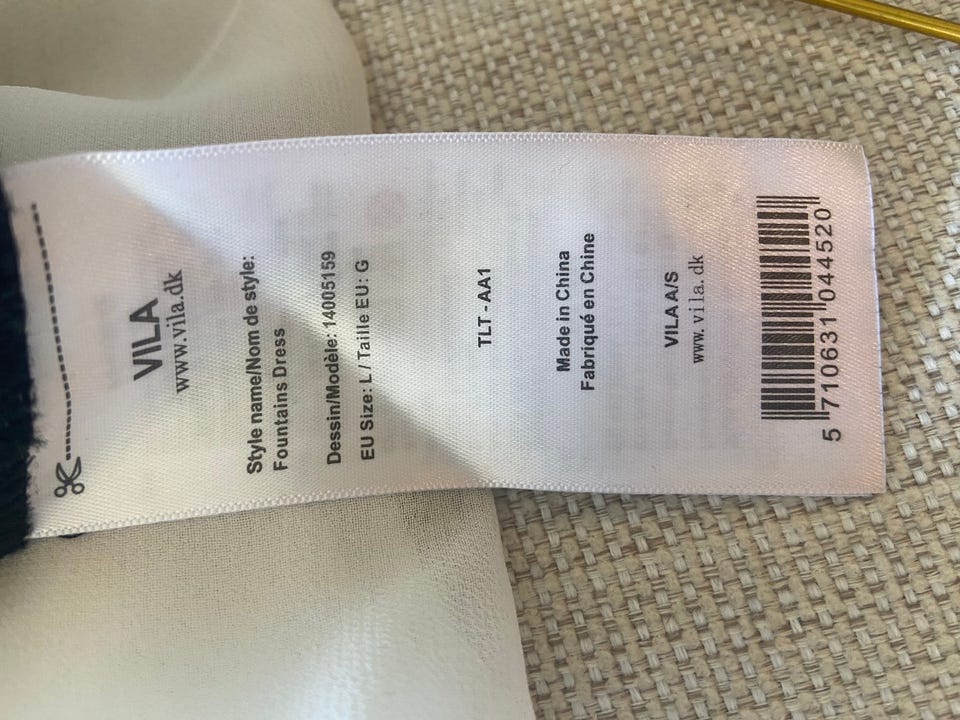 VILA
www.vila.dk
Style name/Nom de style:
Fountains Dress
Dessin/Modèle: 14005159
EU Size: L / Taille EU: G
TLT - AA1
Made in China
Fabriqué en Chine
VILA A/S
www.vila.dk
5 710631 044520